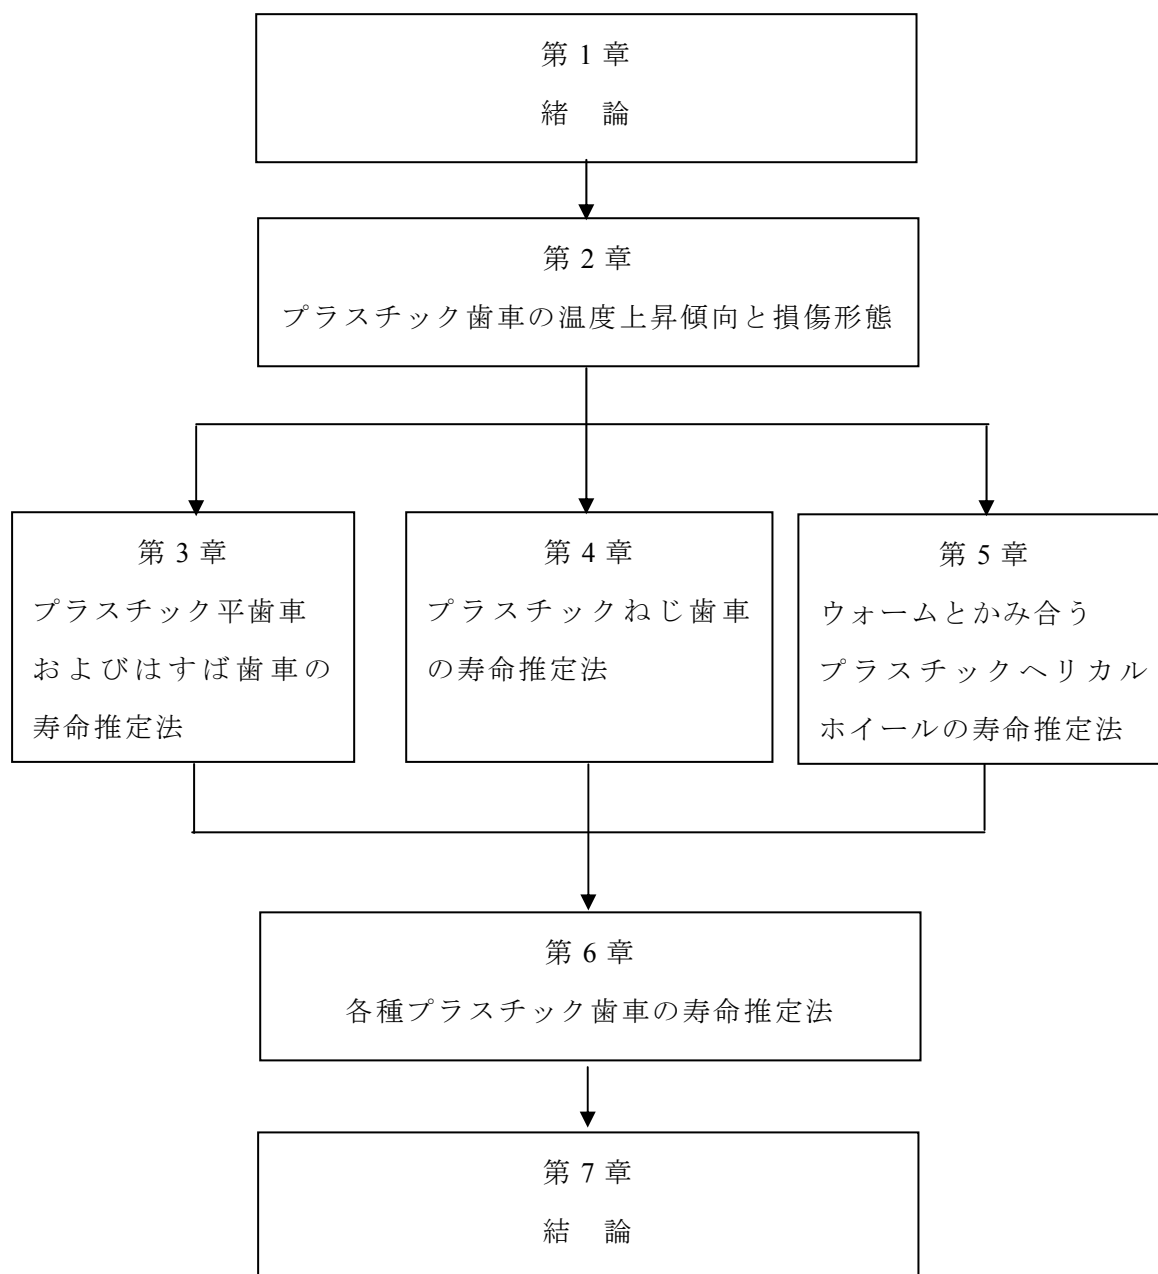 第 1 章
緒　論
第 2 章
プラスチック歯車の温度上昇傾向と損傷形態
第 3 章
プラスチック平歯車
およびはすば歯車の
寿命推定法
第 4 章
プラスチックねじ歯車
の寿命推定法
第 5 章
ウォームとかみ合う
プラスチックヘリカル
ホイールの寿命推定法
第 6 章
各種プラスチック歯車の寿命推定法
第 7 章
結　論